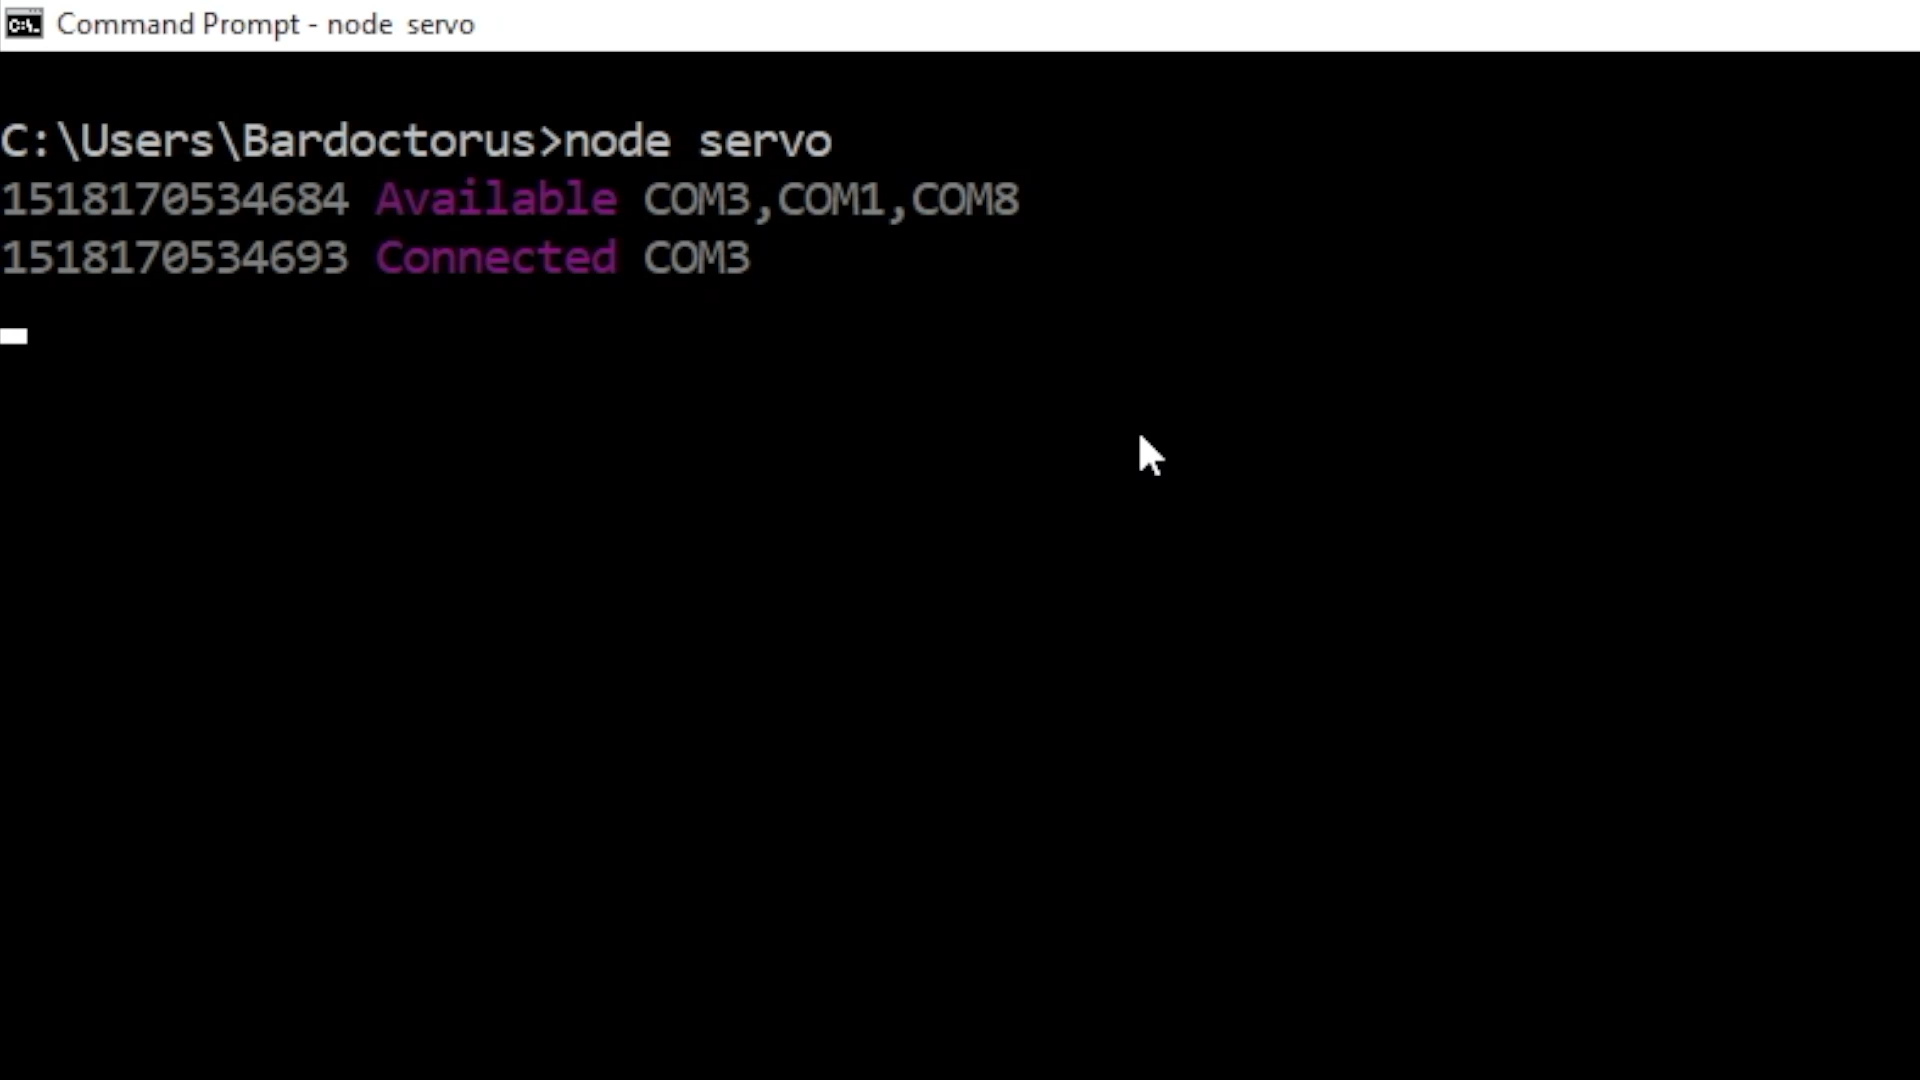 Command Prompt - node servo
C:\Users\Bardoctorus>node servo
1518170534684 Available COM3,COM1,COM8
1518170534693 Connected COM3